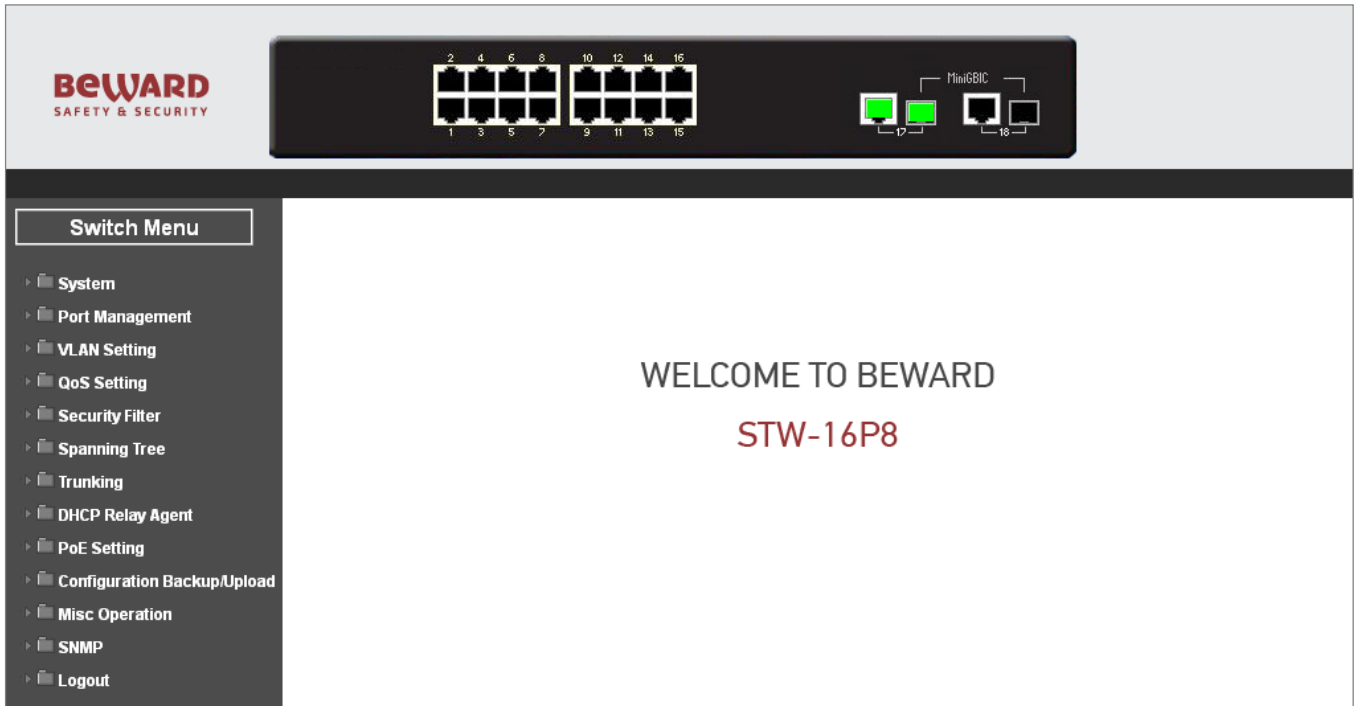 BEWARD
SAFETY & SECURITY
2 4 6 8 10 12 14 16
MiniGBIC
1 3 5 7 9 11 13 15
17 18
Switch Menu
System
Port Management
VLAN Setting
QoS Setting
Security Filter
Spanning Tree
Trunking
DHCP Relay Agent
PoE Setting
Configuration Backup/Upload
Misc Operation
SNMP
Logout
WELCOME TO BEWARD
STW-16P8